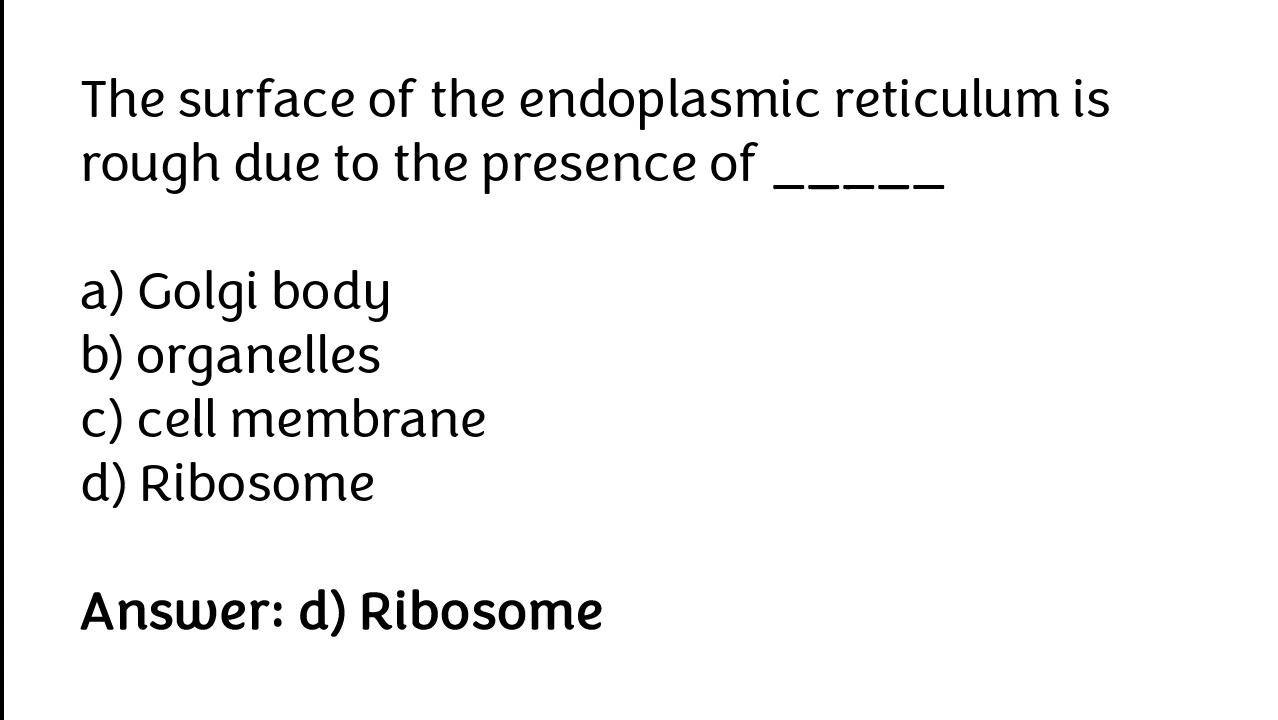 The surface of the endoplasmic reticulum is
rough due to the presence of _____
a) Golgi body
b) organelles
c) cell membrane
d) Ribosome
Answer: d) Ribosome